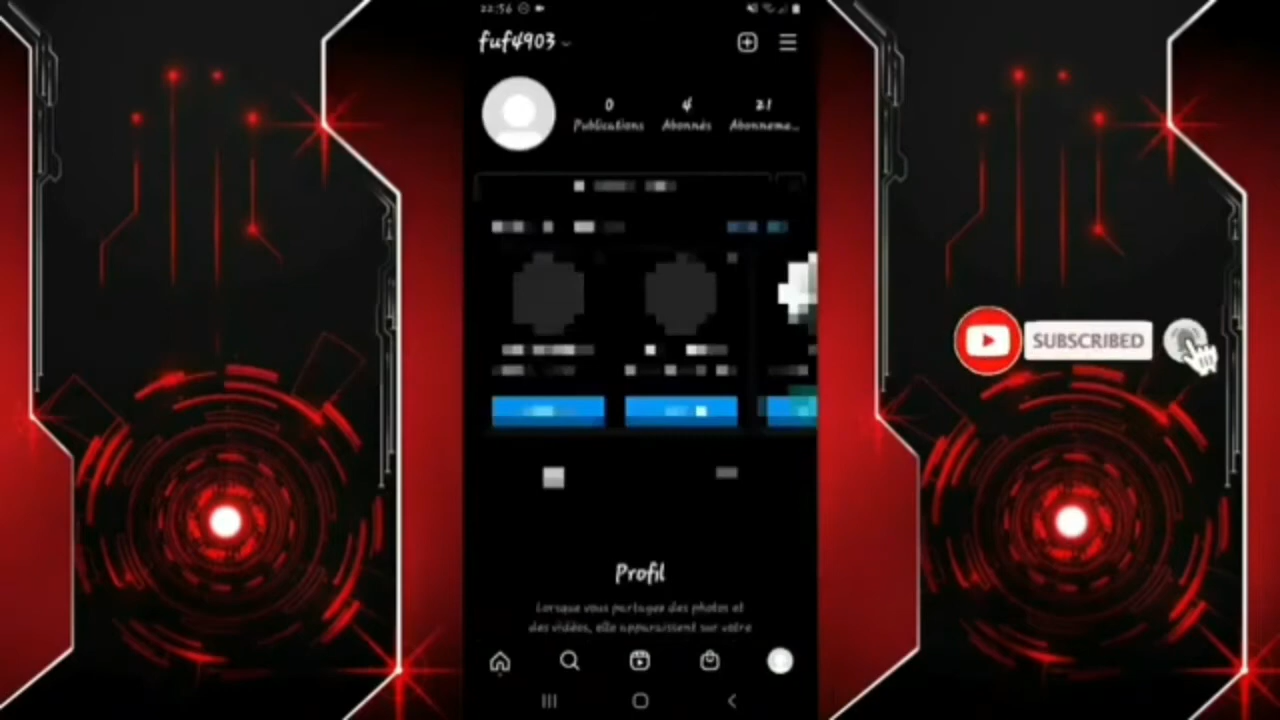 22:56
fuf4903
0 4 21
Publications Abonnés Abonneme...
SUBSCRIBED
Profil
Lorsque vous partagez des photos et
des vidéos, elle apparaissent sur votre